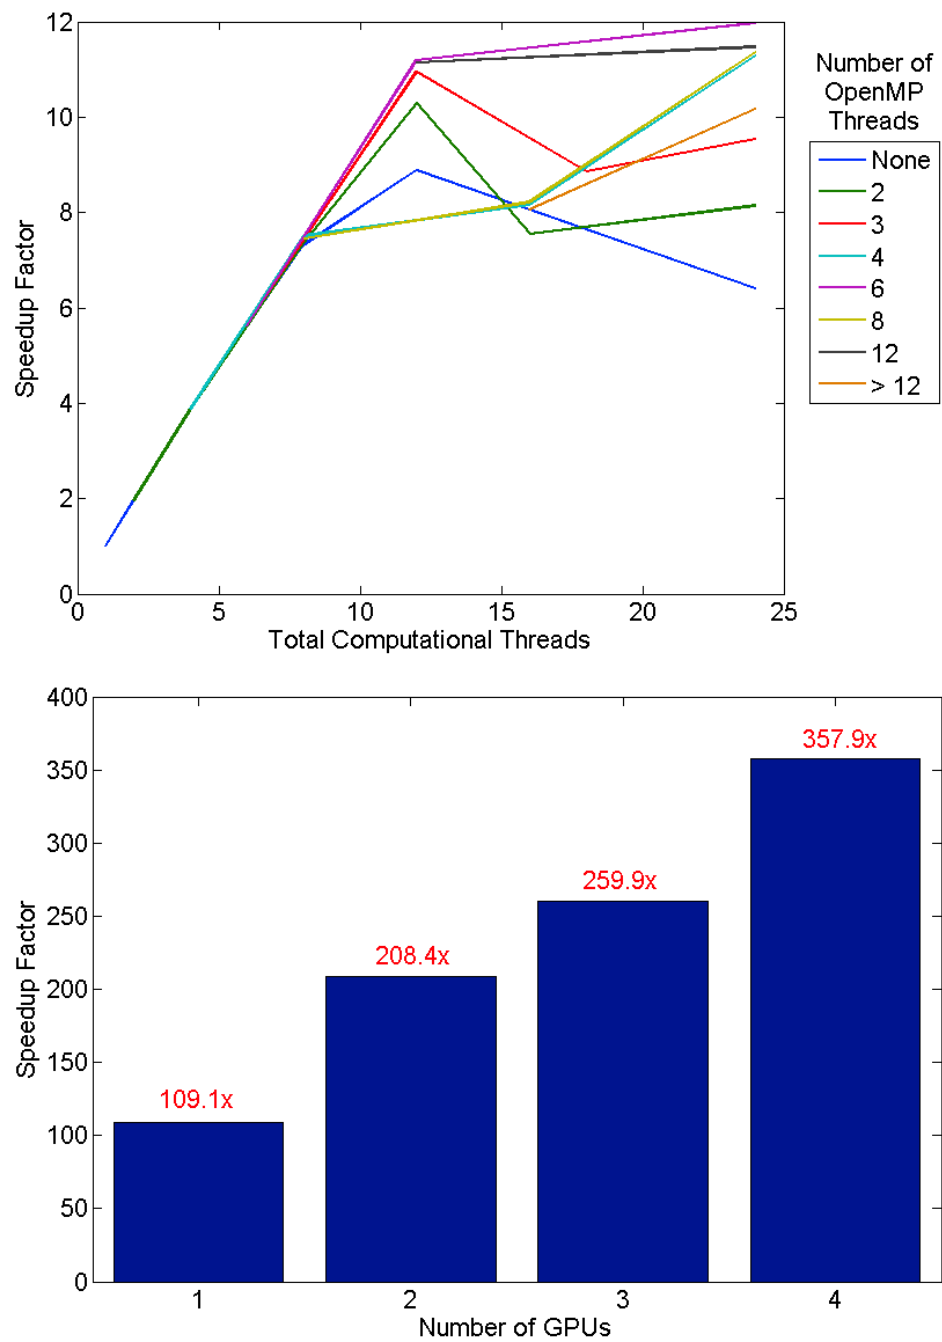 12
10
8
6
4
2
0
Speedup Factor
0
5
10
15
20
25
Total Computational Threads
Number of
OpenMP
Threads
None
2
3
4
6
8
12
> 12
400
350
300
250
200
150
100
50
0
Speedup Factor
109.1x
208.4x
259.9x
357.9x
1
2
3
4
Number of GPUs